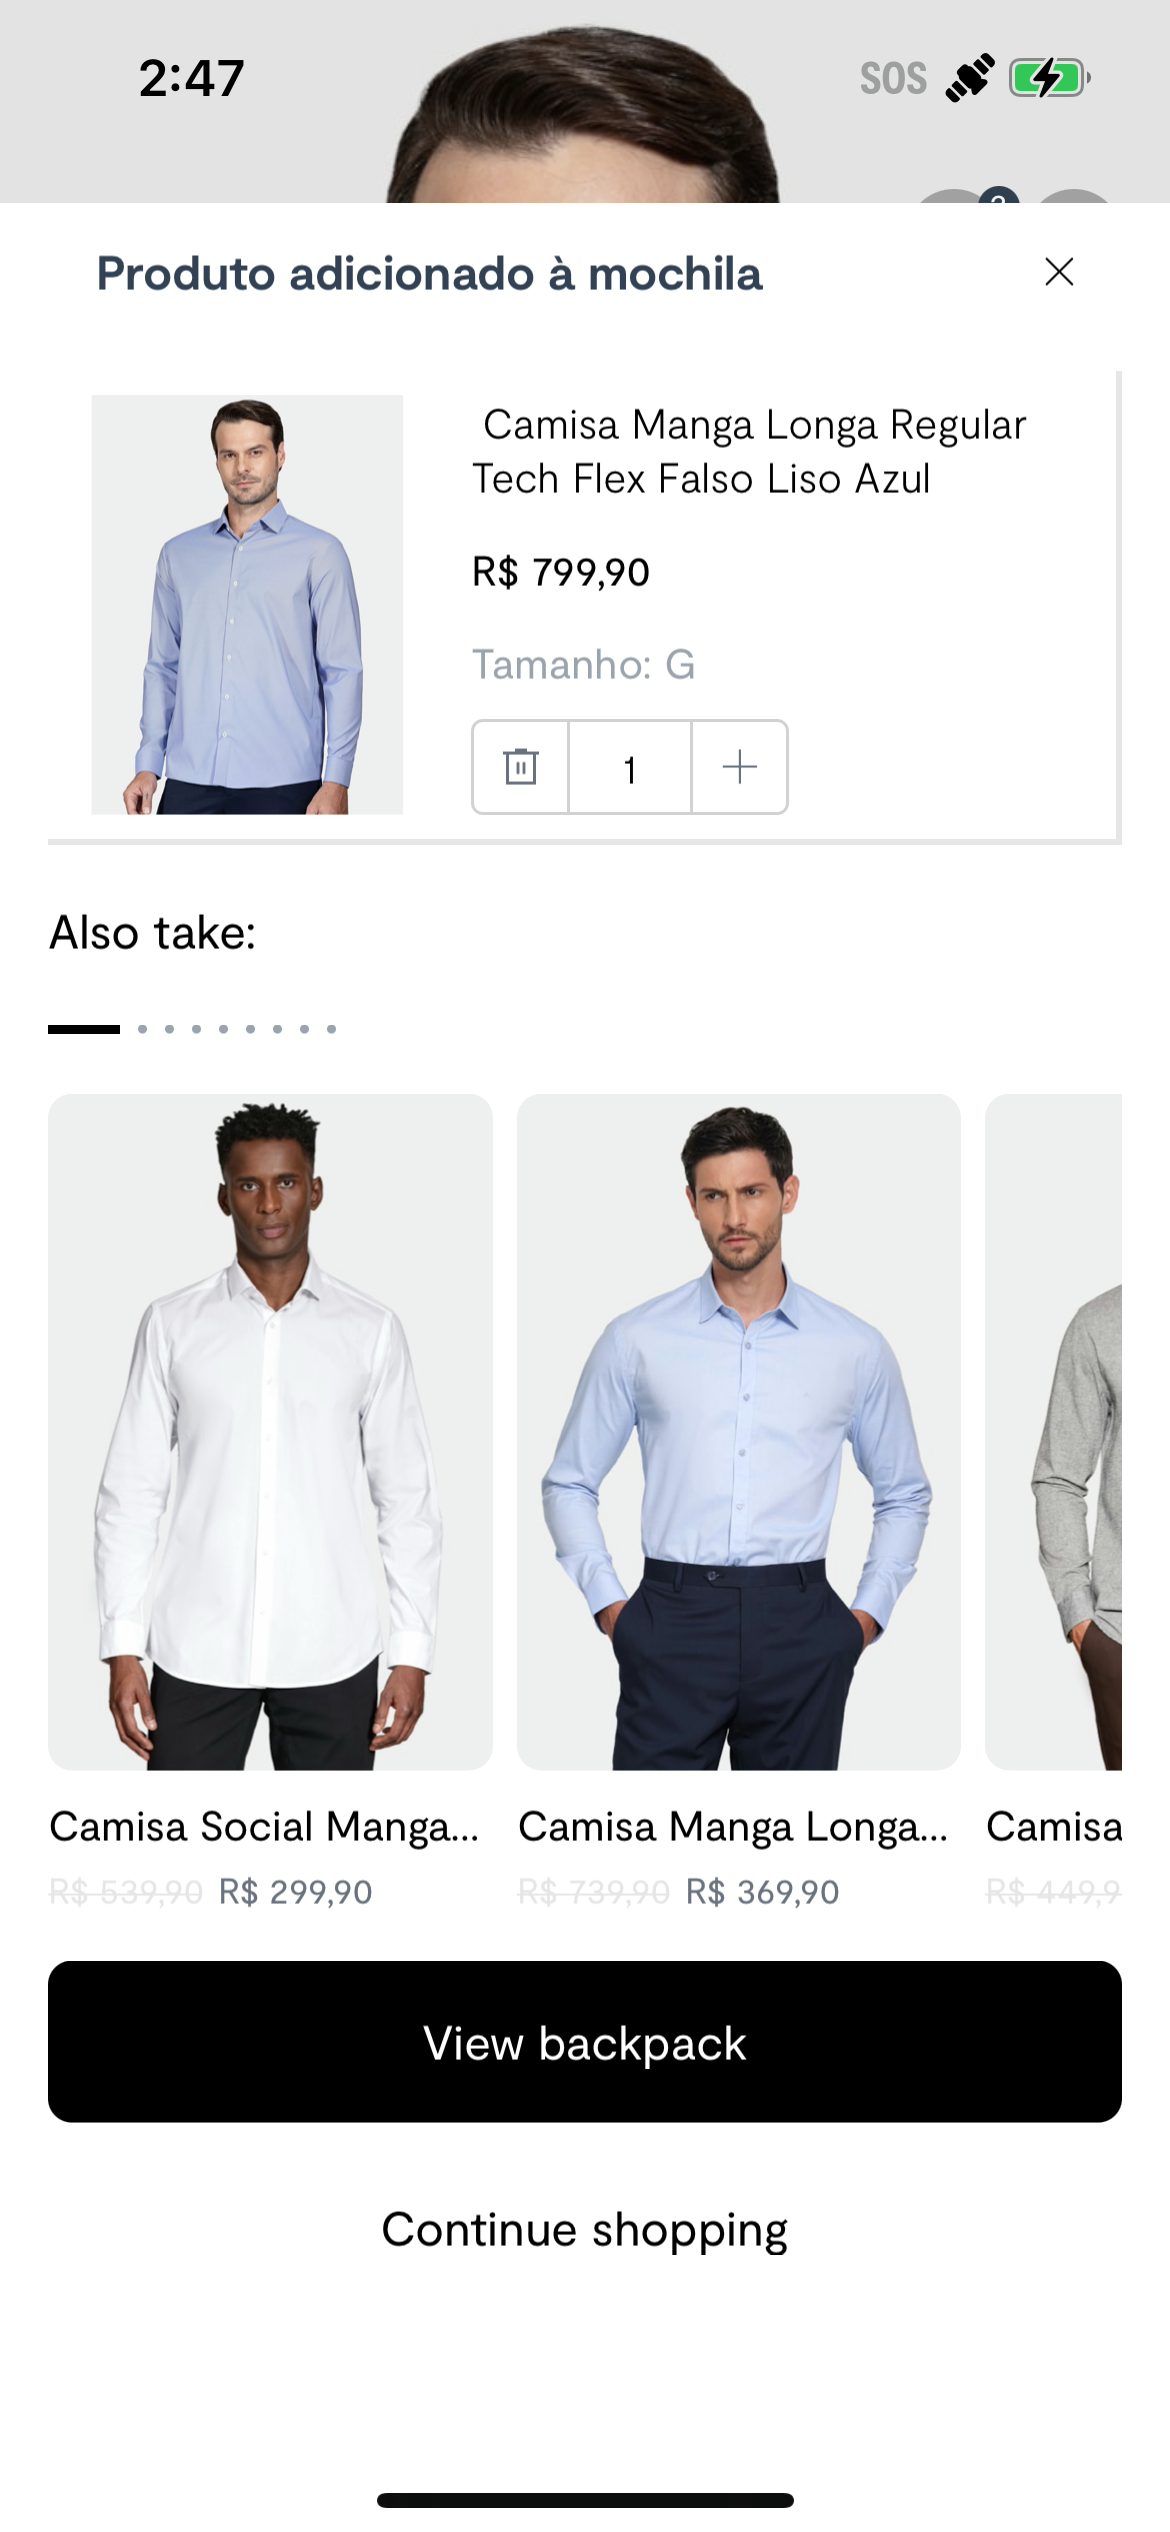 2:47
SOS
Produto adicionado à mochila
Camisa Manga Longa Regular
Tech Flex Falso Liso Azul
R$ 799,90
Tamanho: G
1
Also take:
Camisa Social Manga...
Camisa Manga Longa...
Camisa
R$ 539,90 R$ 299,90
R$ 739,90 R$ 369,90
R$ 449,9
View backpack
Continue shopping